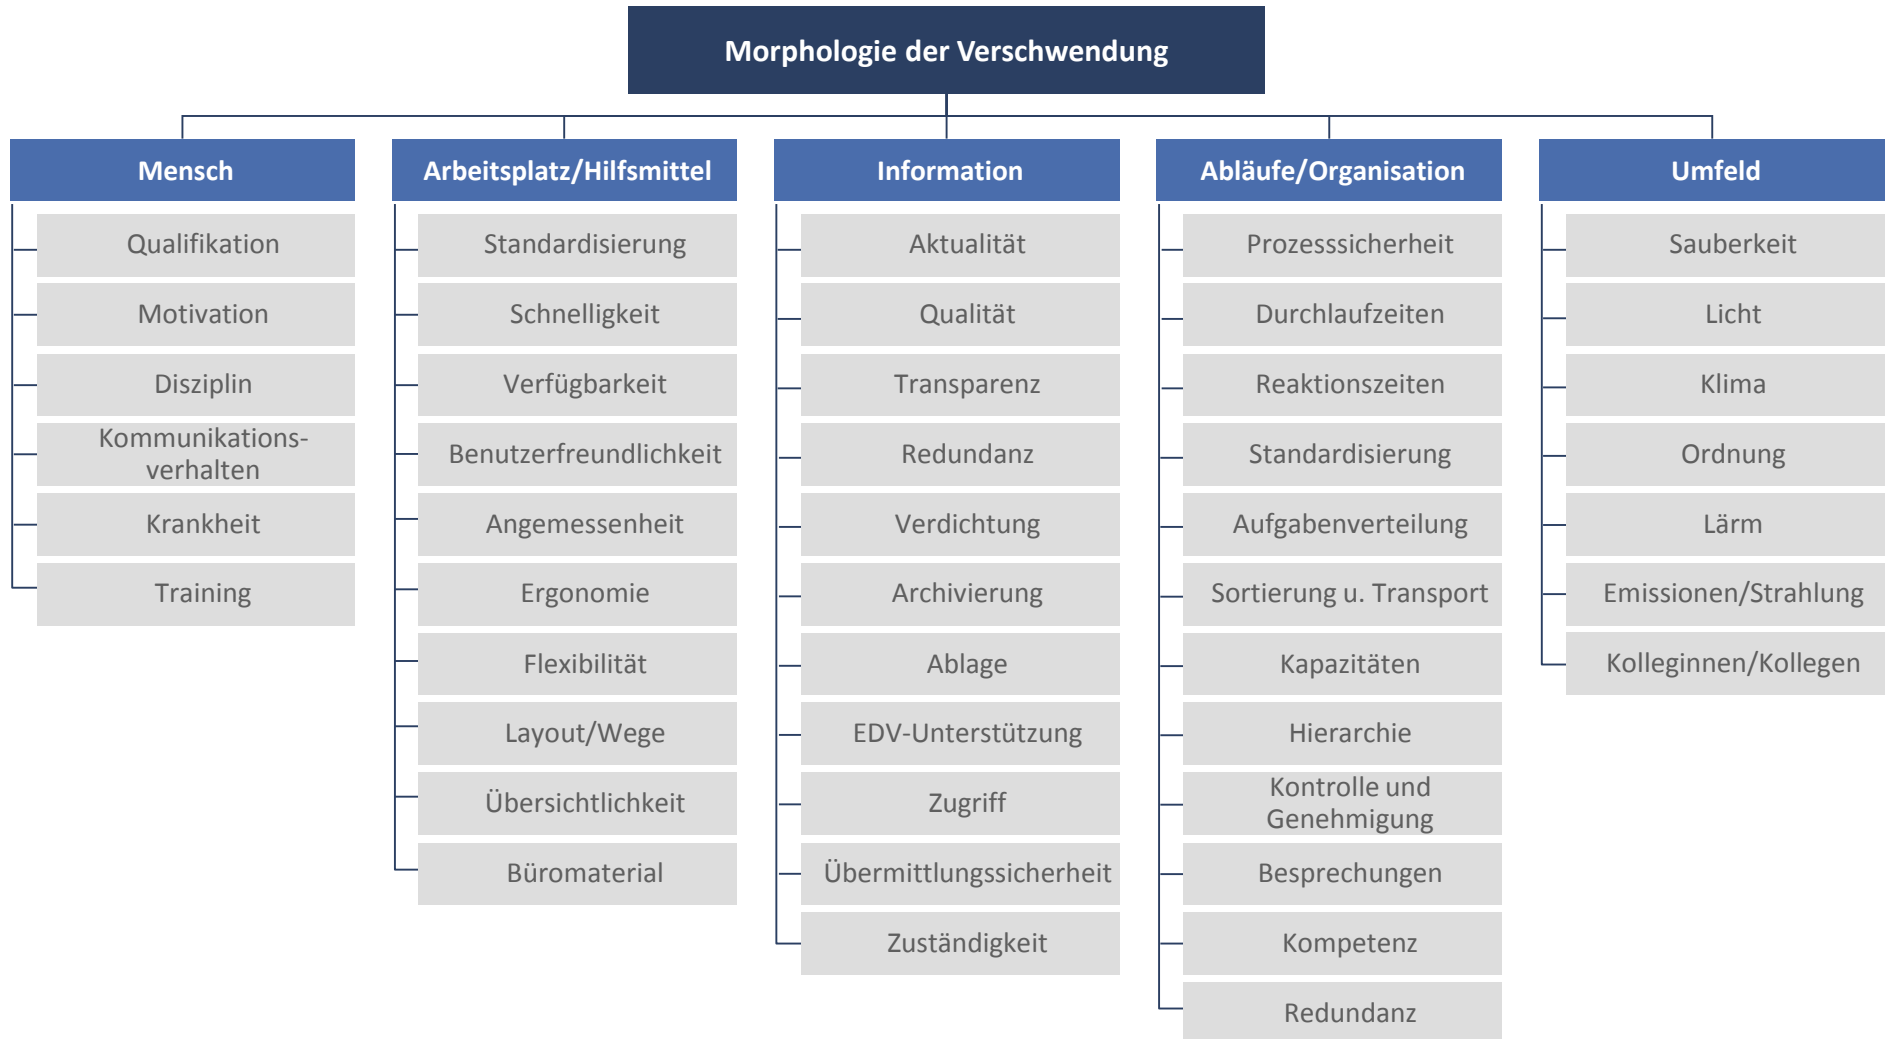 Morphologie der Verschwendung
Mensch
Qualifikation
Motivation
Disziplin
Kommunikations-
verhalten
Krankheit
Training
Arbeitsplatz/Hilfsmittel
Standardisierung
Schnelligkeit
Verfügbarkeit
Benutzerfreundlichkeit
Angemessenheit
Ergonomie
Flexibilität
Layout/Wege
Übersichtlichkeit
Büromaterial
Information
Aktualität
Qualität
Transparenz
Redundanz
Verdichtung
Archivierung
Ablage
EDV-Unterstützung
Zugriff
Übermittlungssicherheit
Zuständigkeit
Abläufe/Organisation
Prozesssicherheit
Durchlaufzeiten
Reaktionszeiten
Standardisierung
Aufgabenverteilung
Sortierung u. Transport
Kapazitäten
Hierarchie
Kontrolle und
Genehmigung
Besprechungen
Kompetenz
Redundanz
Umfeld
Sauberkeit
Licht
Klima
Ordnung
Lärm
Emissionen/Strahlung
Kolleginnen/Kollegen